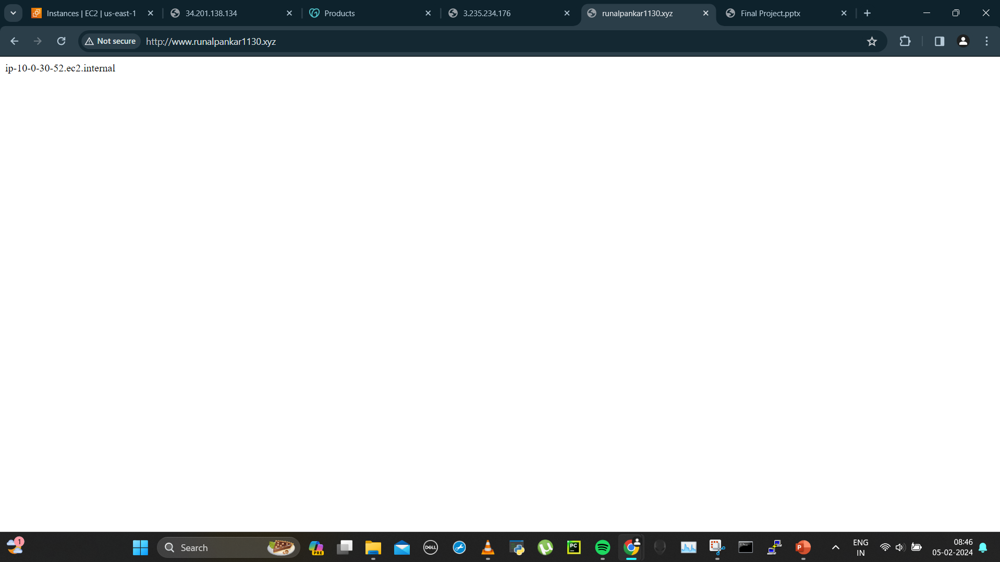 Instances | EC2 | us-east-1
34.201.138.134
Products
3.235.234.176
runalpankar1130.xyz
Final Project.pptx
Not secure
http://www.runalpankar1130.xyz
ip-10-0-30-52.ec2.internal
1
Search
PRE
DELL
PC
P
ENG
IN
08:46
05-02-2024